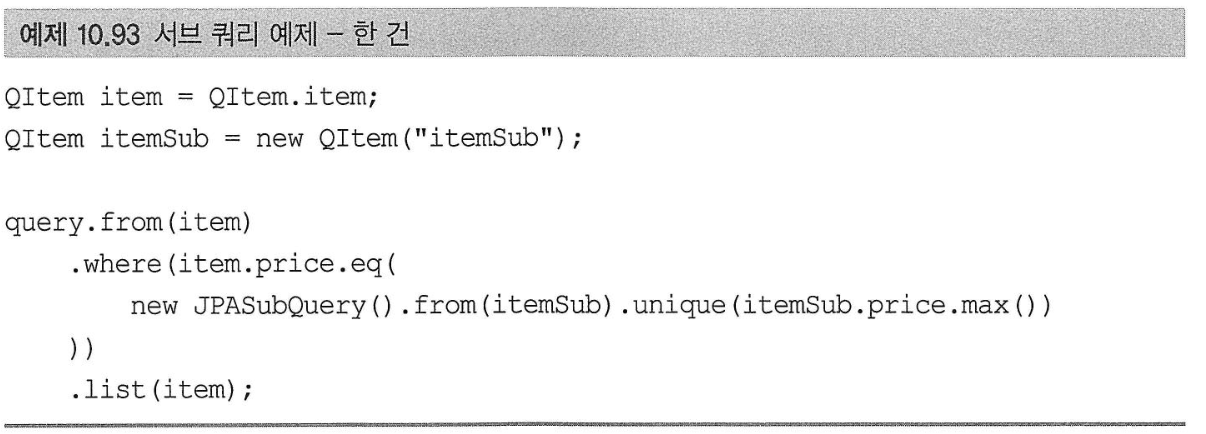 예제 10.93 서브 쿼리 예제 – 한 건
QItem item = QItem.item;
QItem itemSub = new QItem("itemSub");
query.from(item)
    .where(item.price.eq(
        new JPASubQuery().from(itemSub).unique(itemSub.price.max())
    ))
    .list(item);